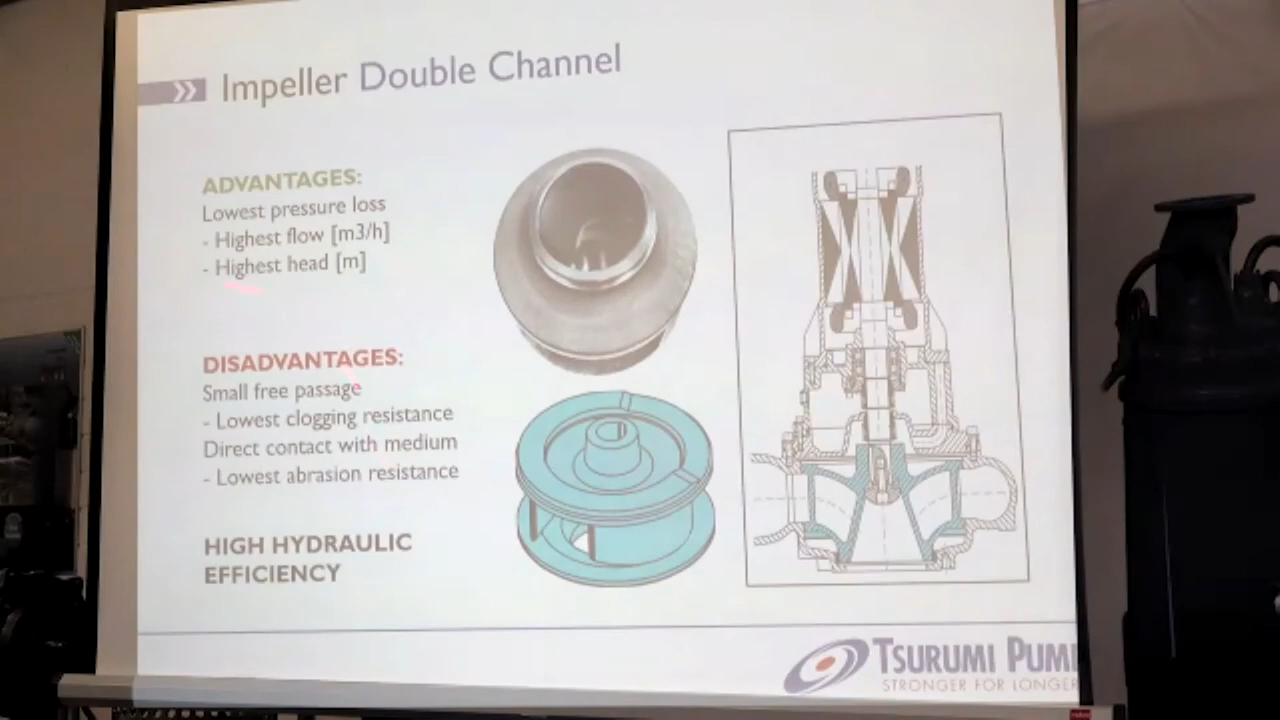 Impeller Double Channel
ADVANTAGES:
Lowest pressure loss
- Highest flow [m3/h]
- Highest head [m]
DISADVANTAGES:
Small free passage
- Lowest clogging resistance
Direct contact with medium
- Lowest abrasion resistance
HIGH HYDRAULIC
EFFICIENCY
TSURUMI PUM
STRONGER FOR LONGER